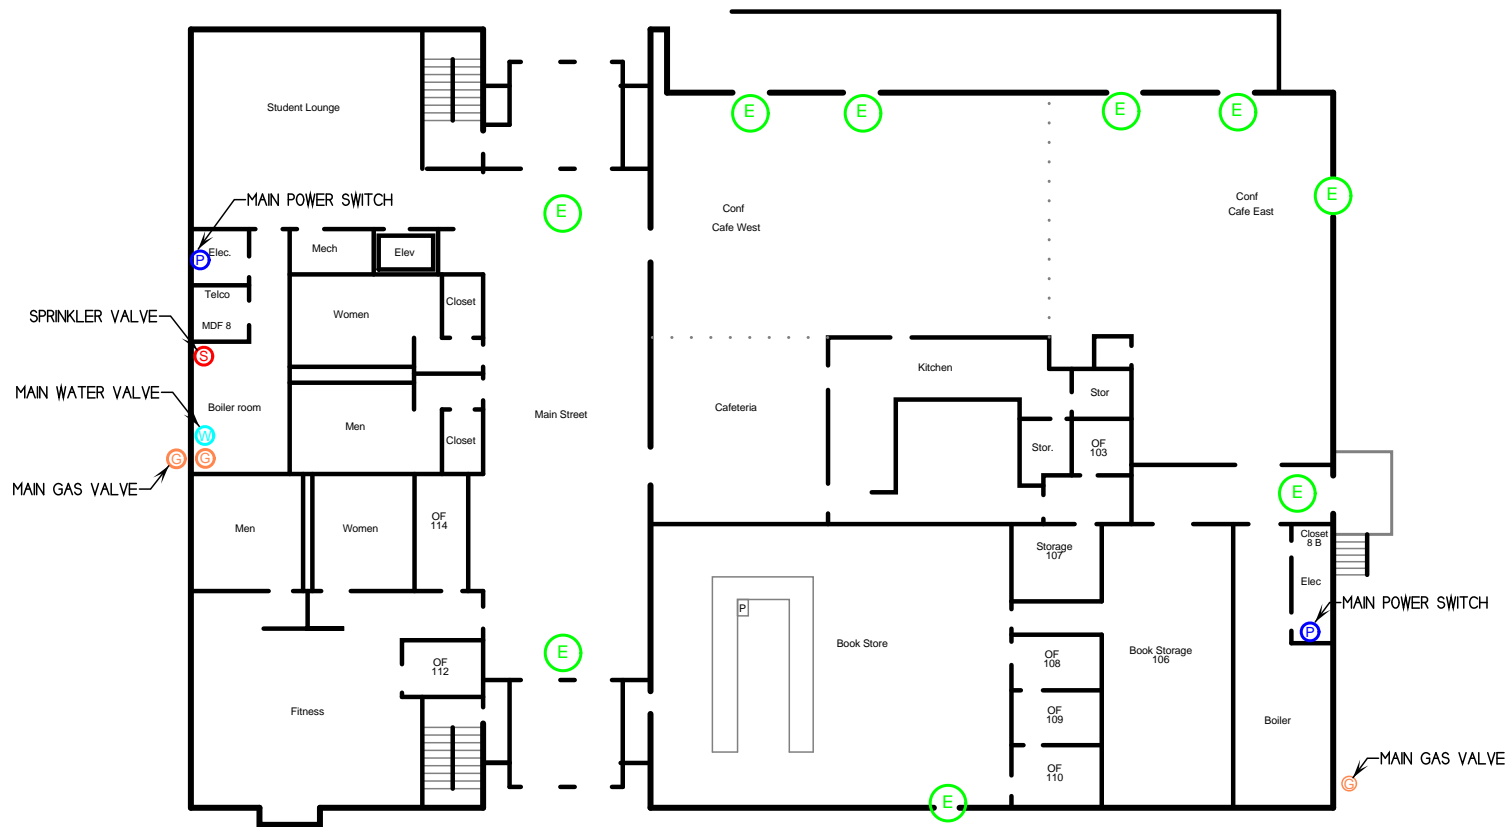 E
E
E
E
Student Lounge
E
MAIN POWER SWITCH
E
Conf
Cafe West
Conf
Cafe East
Elec.
P
Mech
Elev
Telco
MDF 8
SPRINKLER VALVE
S
Women
Closet
Kitchen
MAIN WATER VALVE
Boiler room
W
Men
Closet
Main Street
Cafeteria
Stor
Stor.
OF
103
G
G
MAIN GAS VALVE
E
Men
Women
OF
114
Storage
107
Closet
8 B
Elec
P
MAIN POWER SWITCH
P
Book Store
E
OF
112
OF
108
Book Storage
106
Fitness
OF
109
Boiler
OF
110
MAIN GAS VALVE
G
E